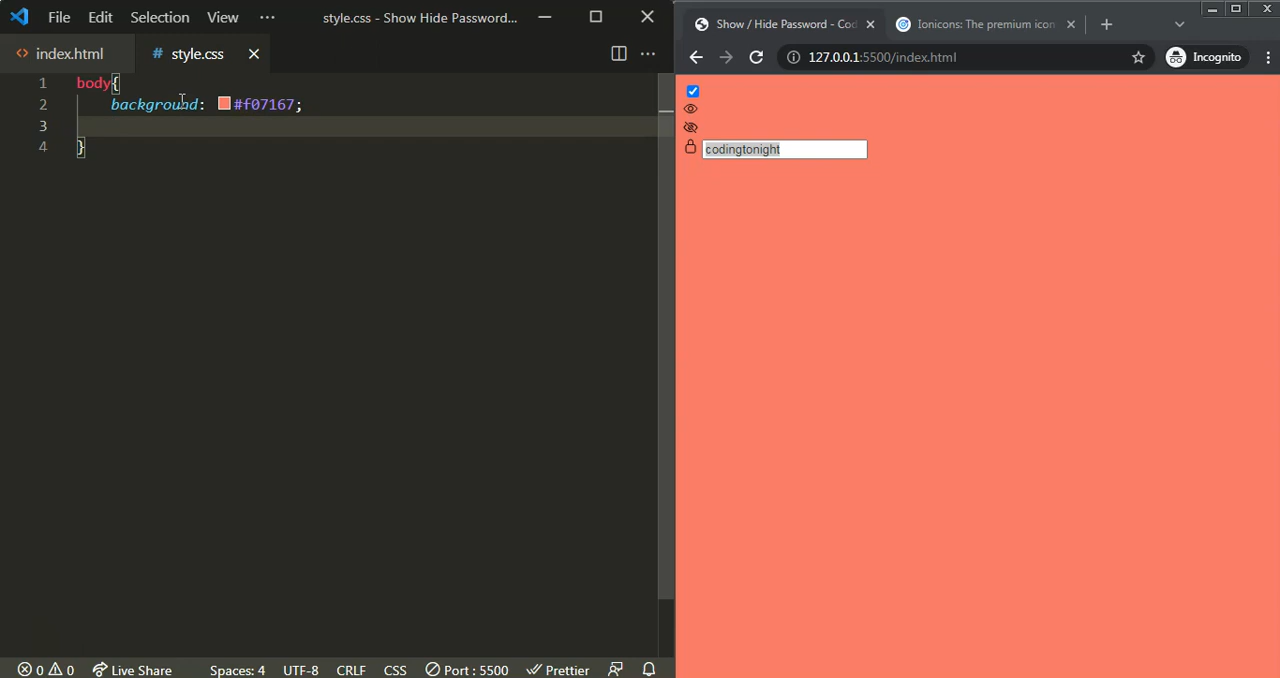 File Edit Selection View ··· style.css - Show Hide Password...
index.html # style.css
1 body{
2 background: #f07167;
3
4 }
0 0 Live Share Spaces: 4 UTF-8 CRLF CSS Port : 5500 Prettier
Show / Hide Password - Cod Ionicons: The premium icon
127.0.0.1:5500/index.html Incognito
codingtonight